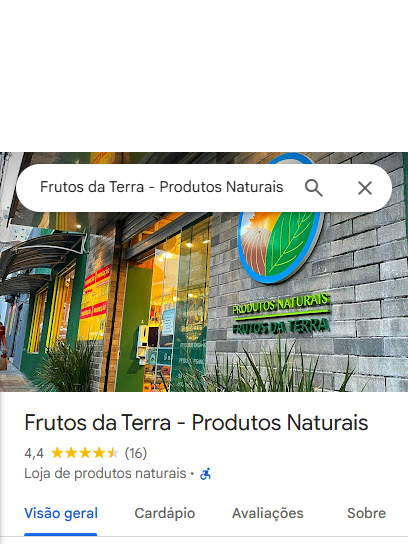 Frutos da Terra - Produtos Naturais
PRODUTOS NATURAIS
FRUTOS DA TERRA
Frutos da Terra - Produtos Naturais
4,4 (16)
Loja de produtos naturais ·
Visão geral Cardápio Avaliações Sobre